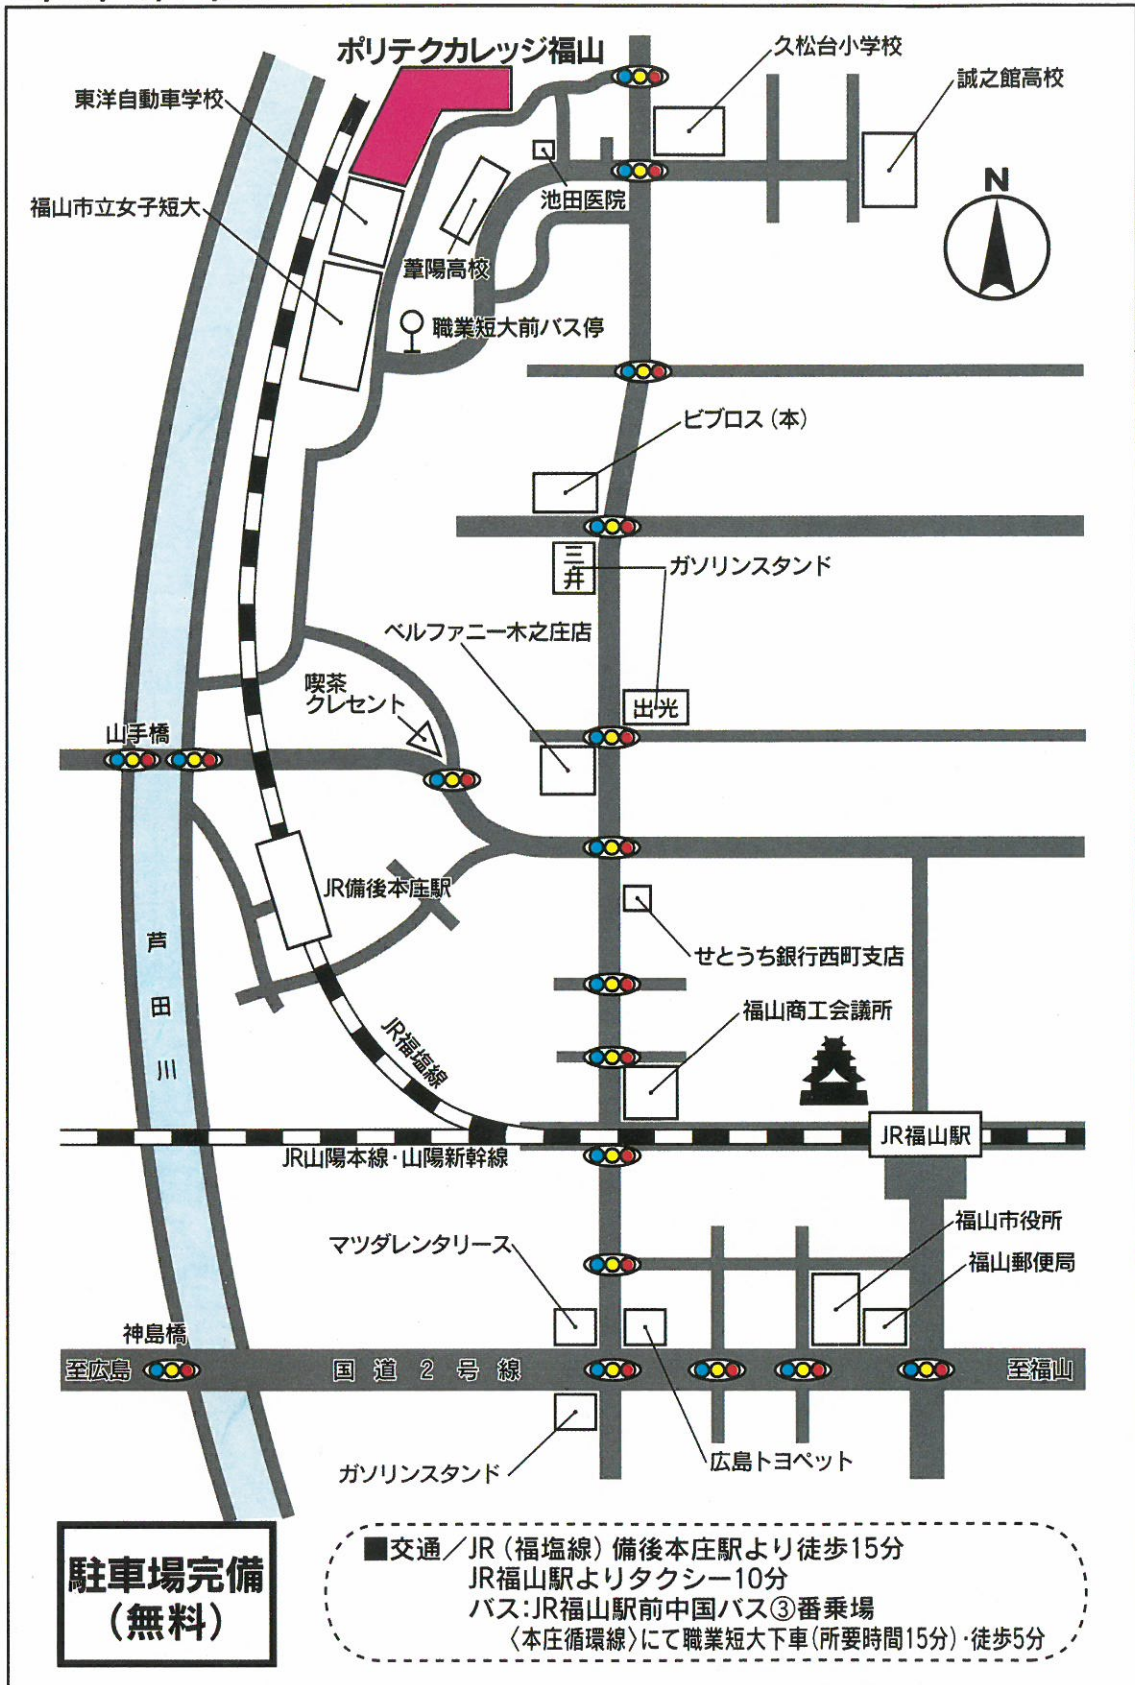 ポリテクカレッジ福山
久松台小学校
誠之館高校
東洋自動車学校
福山市立女子短大
池田医院
N
葦陽高校
職業短大前バス停
ビブロス(本)
三井
ガソリンスタンド
ベルファニー木之庄店
喫茶
クレセント
出光
山手橋
JR備後本庄駅
せとうち銀行西町支店
芦田川
福山商工会議所
JR福塩線
JR福山駅
JR山陽本線・山陽新幹線
福山市役所
マツダレンタリース
福山郵便局
神島橋
至広島
国道2号線
至福山
広島トヨペット
ガソリンスタンド
駐車場完備
(無料)
■交通/JR(福塩線)備後本庄駅より徒歩15分
JR福山駅よりタクシー10分
バス:JR福山駅前中国バス③番乗場
〈本庄循環線〉にて職業短大下車(所要時間15分)・徒歩5分